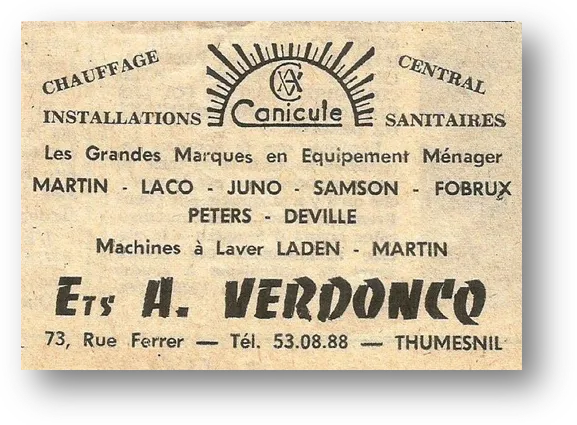 CHAUFFAGE CENTRAL
CA
INSTALLATIONS Canicule SANITAIRES
Les Grandes Marques en Equipement Ménager
MARTIN - LACO - JUNO - SAMSON - FOBRUX
PETERS - DEVILLE
Machines à Laver LADEN - MARTIN
ETS A. VERDONCQ
73, Rue Ferrer — Tél. 53.08.88 — THUMESNIL